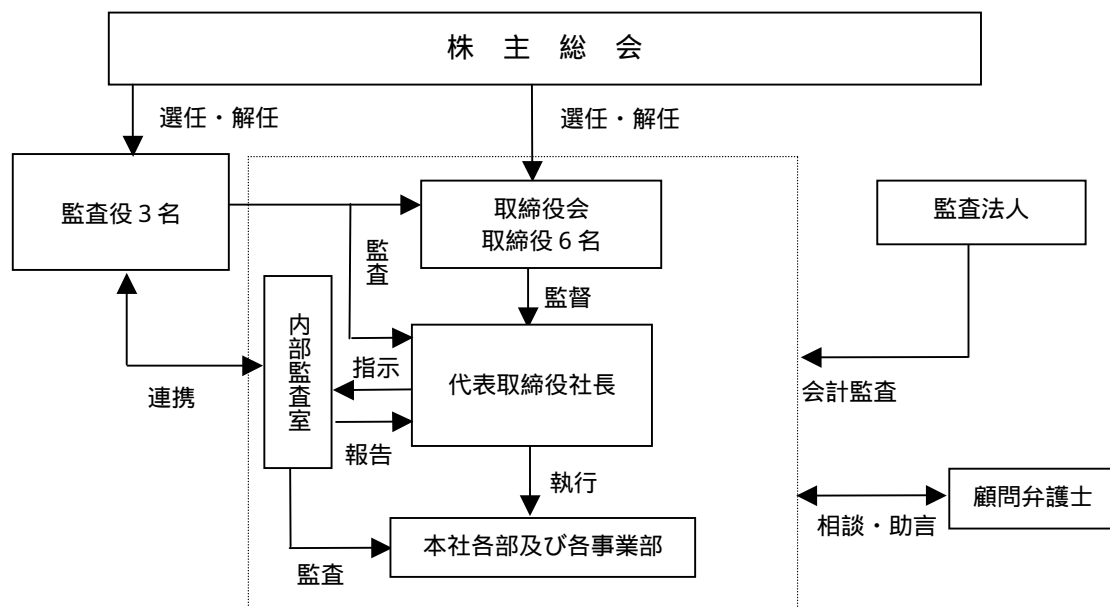 株 主 総 会
選任・解任
選任・解任
監査役3名
取締役会
取締役6名
監査法人
監査
監督
内部監査室
指示
代表取締役社長
会計監査
連携
報告
執行
顧問弁護士
相談・助言
本社各部及び各事業部
監査